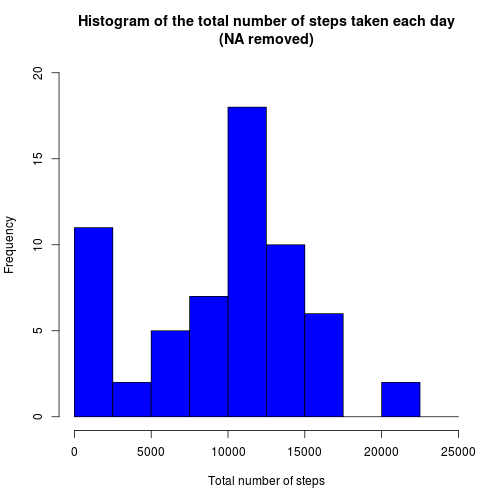 Histogram of the total number of steps taken each day
(NA removed)
20
15
10
5
0
Frequency
0 5000 10000 15000 20000 25000
Total number of steps